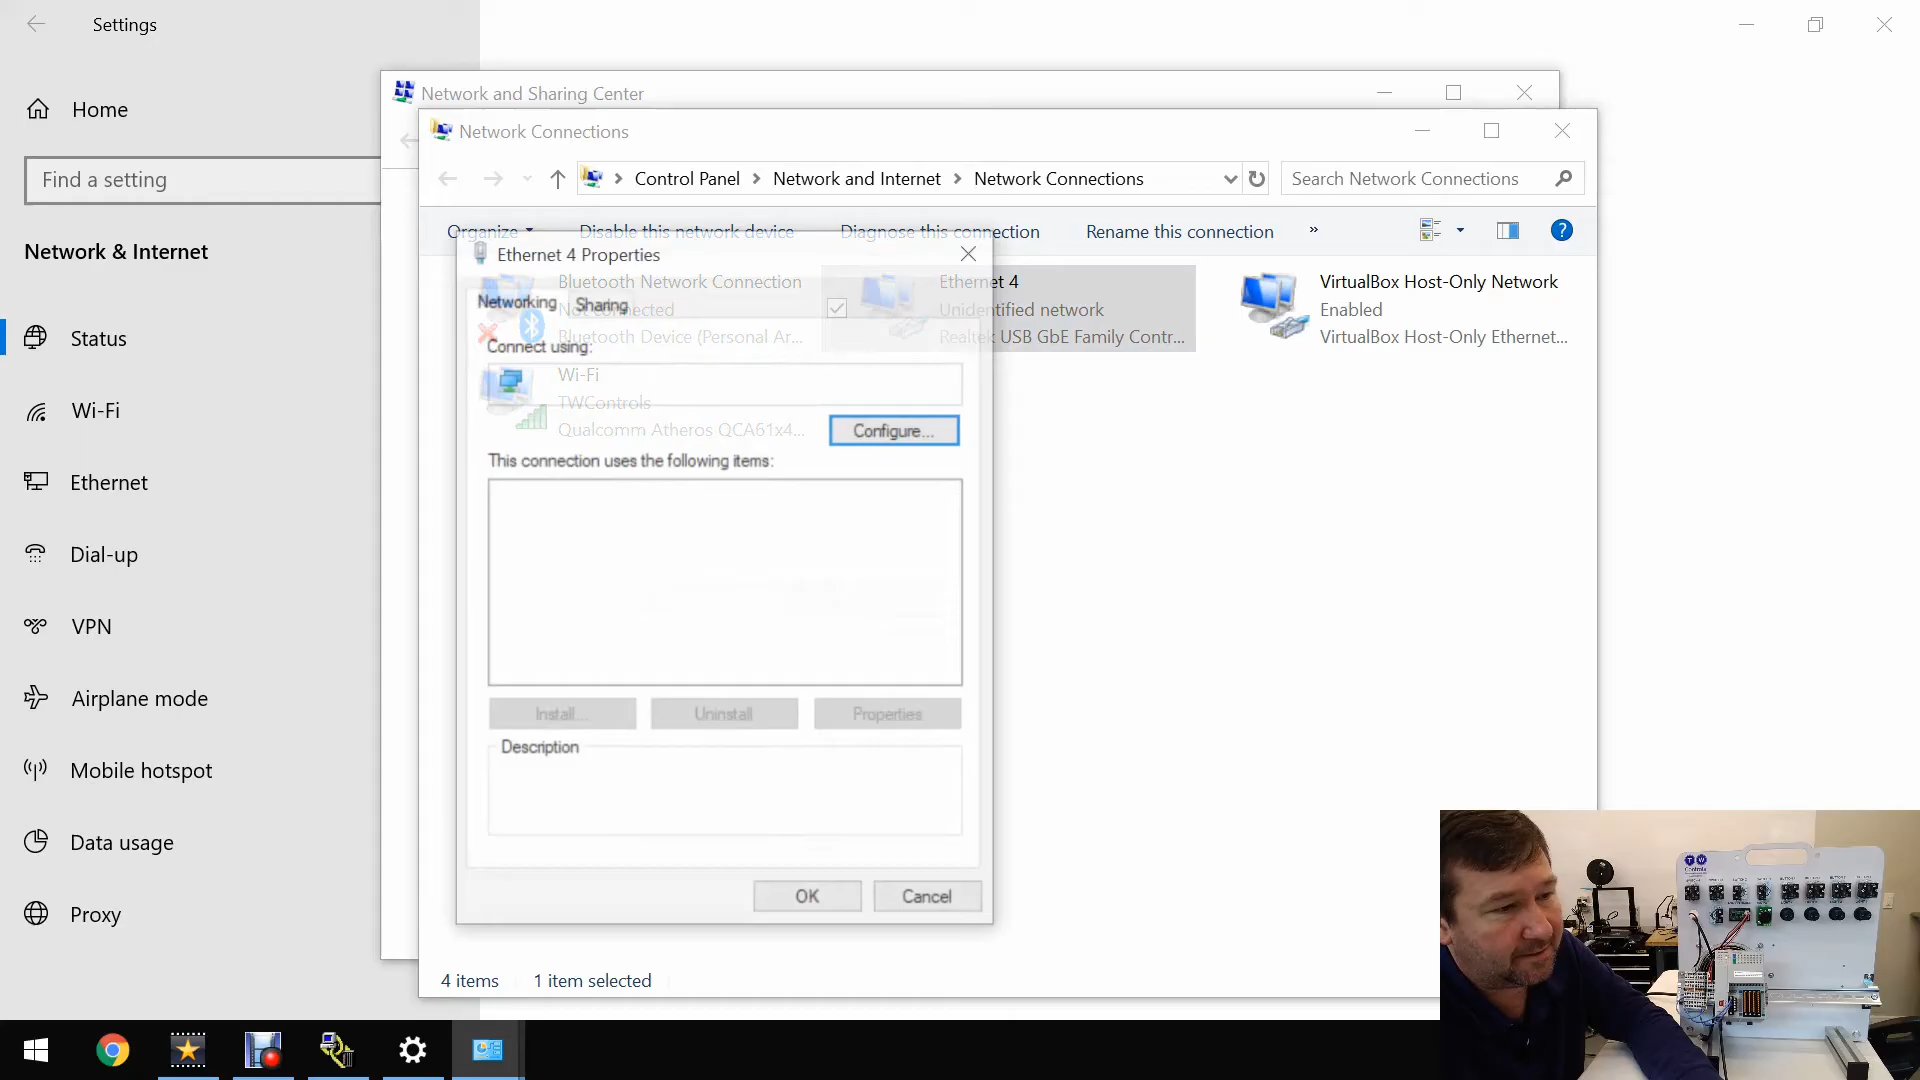 Settings
Home
Find a setting
Network & Internet
Status
Wi-Fi
Ethernet
Dial-up
VPN
Airplane mode
Mobile hotspot
Data usage
Proxy
Network and Sharing Center
Network Connections
Control Panel > Network and Internet > Network Connections
Search Network Connections
Organize Disable this network device Diagnose this connection Rename this connection »
Bluetooth Network Connection
Not connected
Bluetooth Device (Personal Ar...
Ethernet 4
Unidentified network
Realtek USB GbE Family Contr...
VirtualBox Host-Only Network
Enabled
VirtualBox Host-Only Ethernet...
Wi-Fi
TWControls
Qualcomm Atheros QCA61x4...
Ethernet 4 Properties
Networking Sharing
Connect using:
Configure...
This connection uses the following items:
Install... Uninstall Properties
Description
OK Cancel
4 items 1 item selected